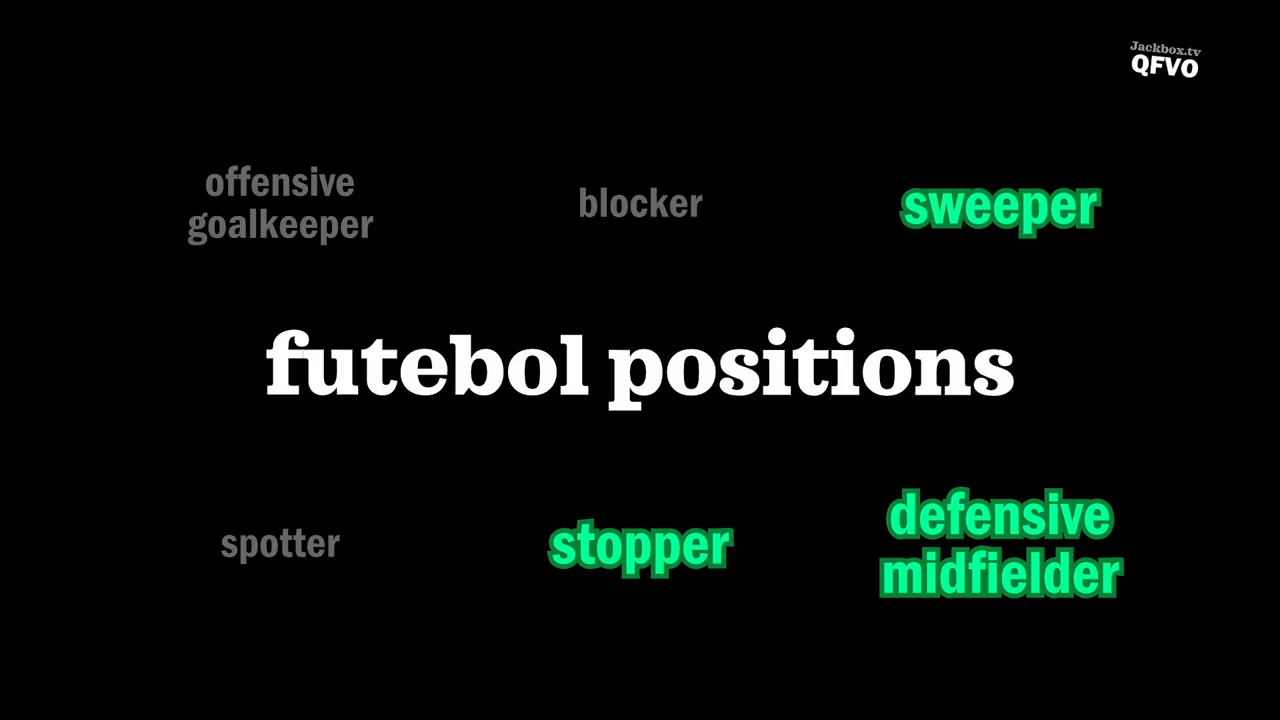 Jackbox.tv
QFVO
offensive
goalkeeper
blocker
sweeper
futebol positions
spotter
stopper
defensive
midfielder